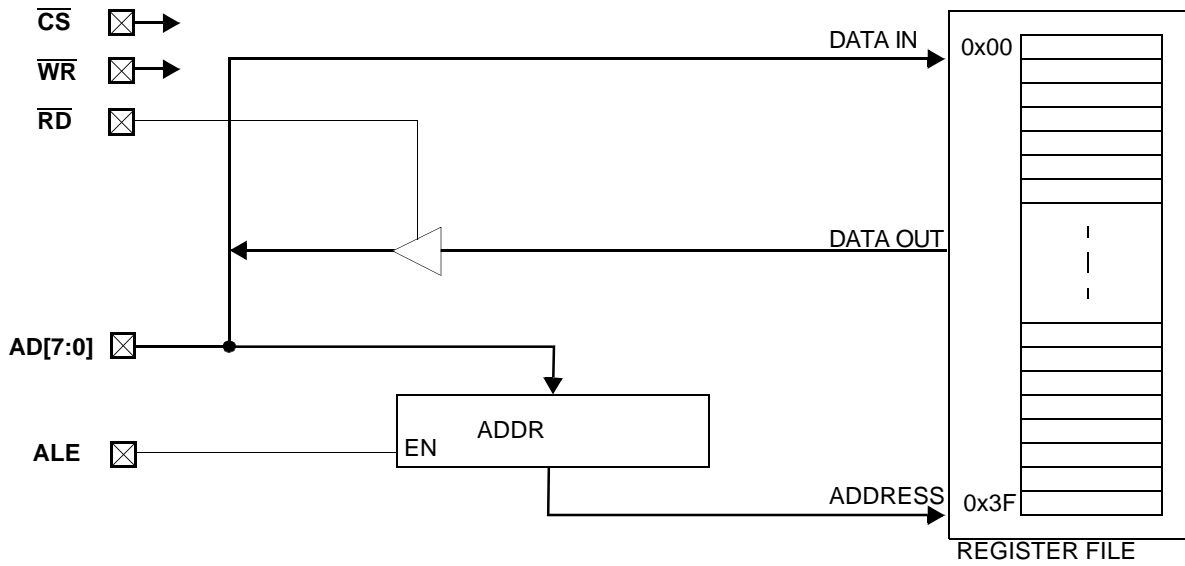 CS
DATA IN
0x00
WR
RD
DATA OUT
AD[7:0]
ADDR
ALE
EN
ADDRESS
0x3F
REGISTER FILE